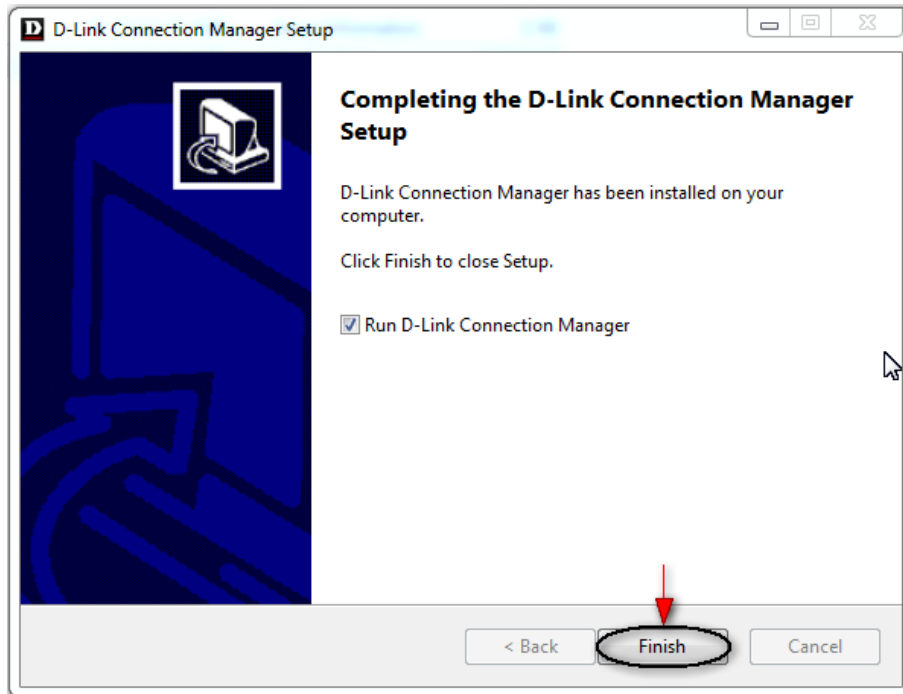 D-Link Connection Manager Setup
Completing the D-Link Connection Manager
Setup
D-Link Connection Manager has been installed on your
computer.
Click Finish to close Setup.
Run D-Link Connection Manager
< Back
Finish
Cancel